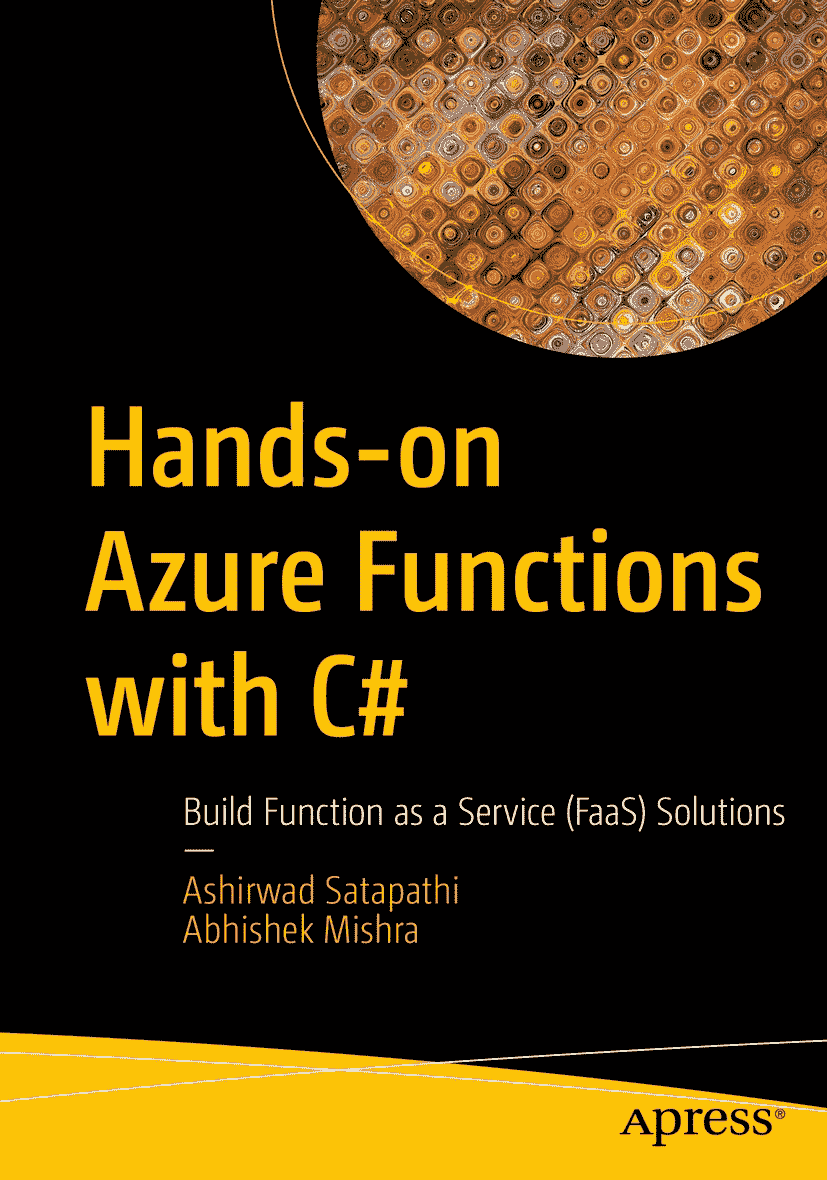 Hands-on
Azure Functions
with C#
Build Function as a Service (FaaS) Solutions
Ashirwad Satapathi
Abhishek Mishra
Apress®